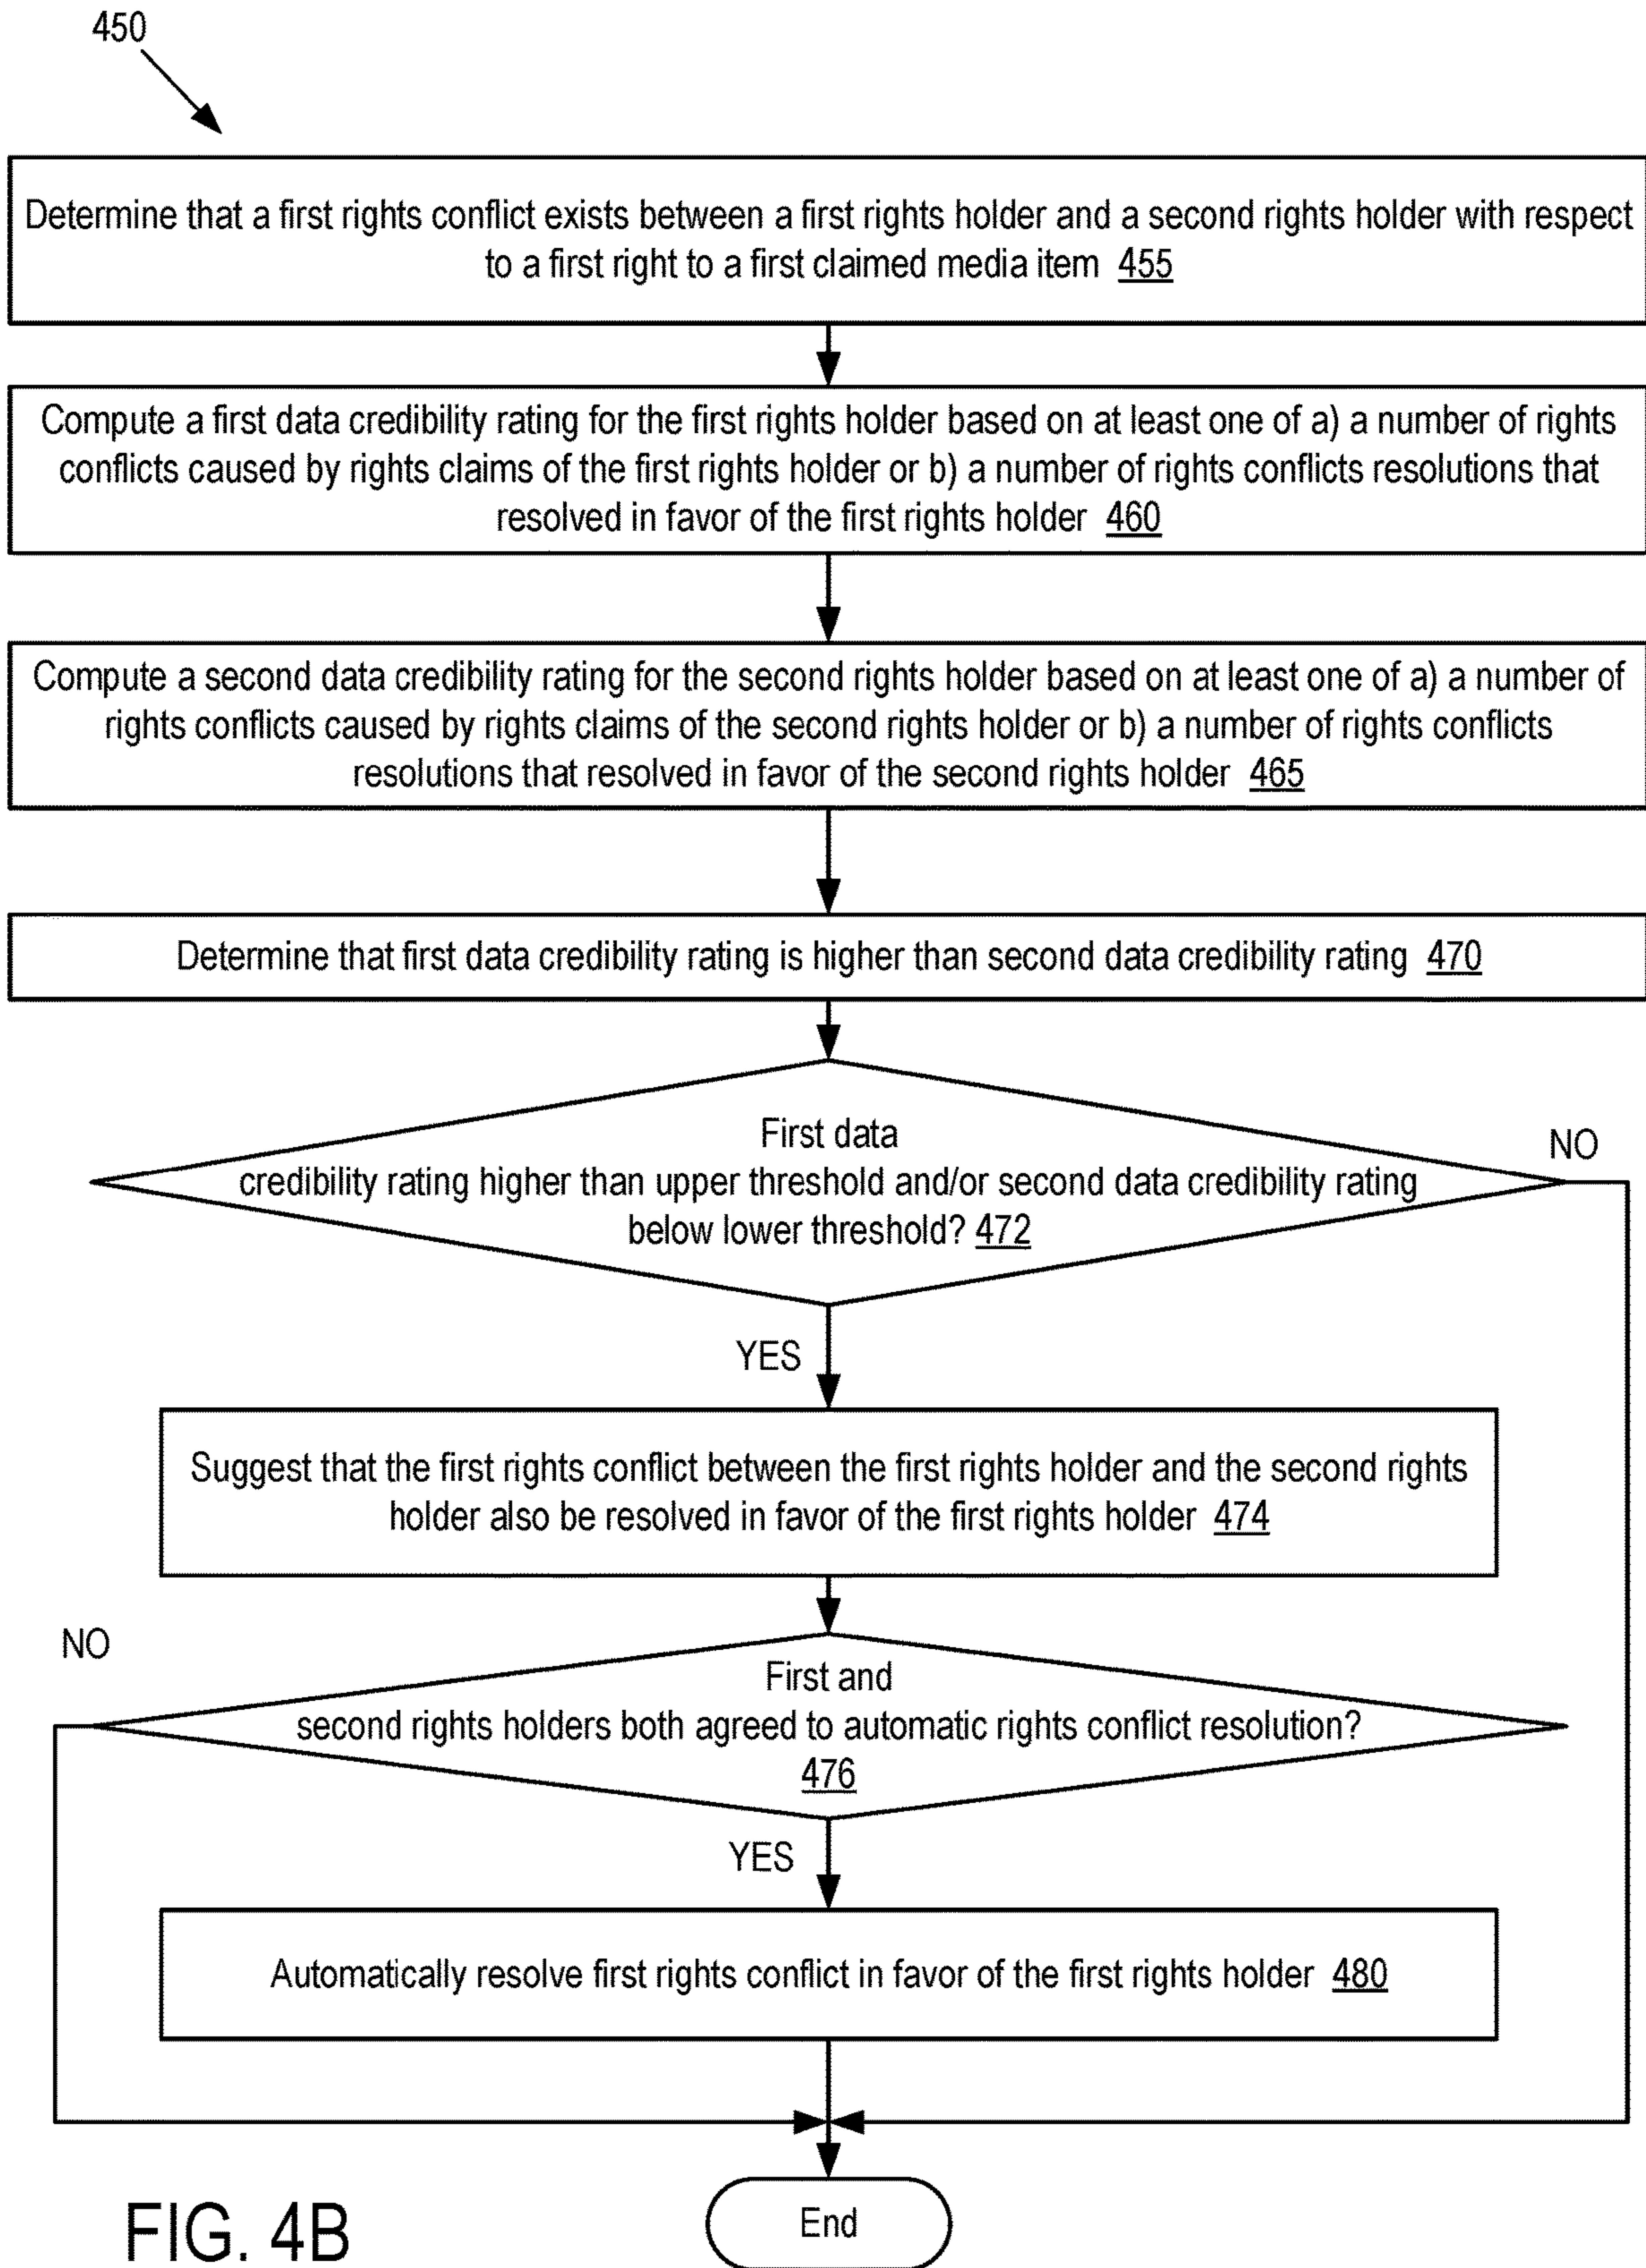 450
Determine that a first rights conflict exists between a first rights holder and a second rights holder with respect
to a first right to a first claimed media item 455
Compute a first data credibility rating for the first rights holder based on at least one of a) a number of rights
conflicts caused by rights claims of the first rights holder or b) a number of rights conflicts resolutions that
resolved in favor of the first rights holder 460
Compute a second data credibility rating for the second rights holder based on at least one of a) a number of
rights conflicts caused by rights claims of the second rights holder or b) a number of rights conflicts
resolutions that resolved in favor of the second rights holder 465
Determine that first data credibility rating is higher than second data credibility rating 470
First data
credibility rating higher than upper threshold and/or second data credibility rating
below lower threshold? 472
NO
YES
Suggest that the first rights conflict between the first rights holder and the second rights
holder also be resolved in favor of the first rights holder 474
NO
First and
second rights holders both agreed to automatic rights conflict resolution?
476
YES
Automatically resolve first rights conflict in favor of the first rights holder 480
End
FIG. 4B